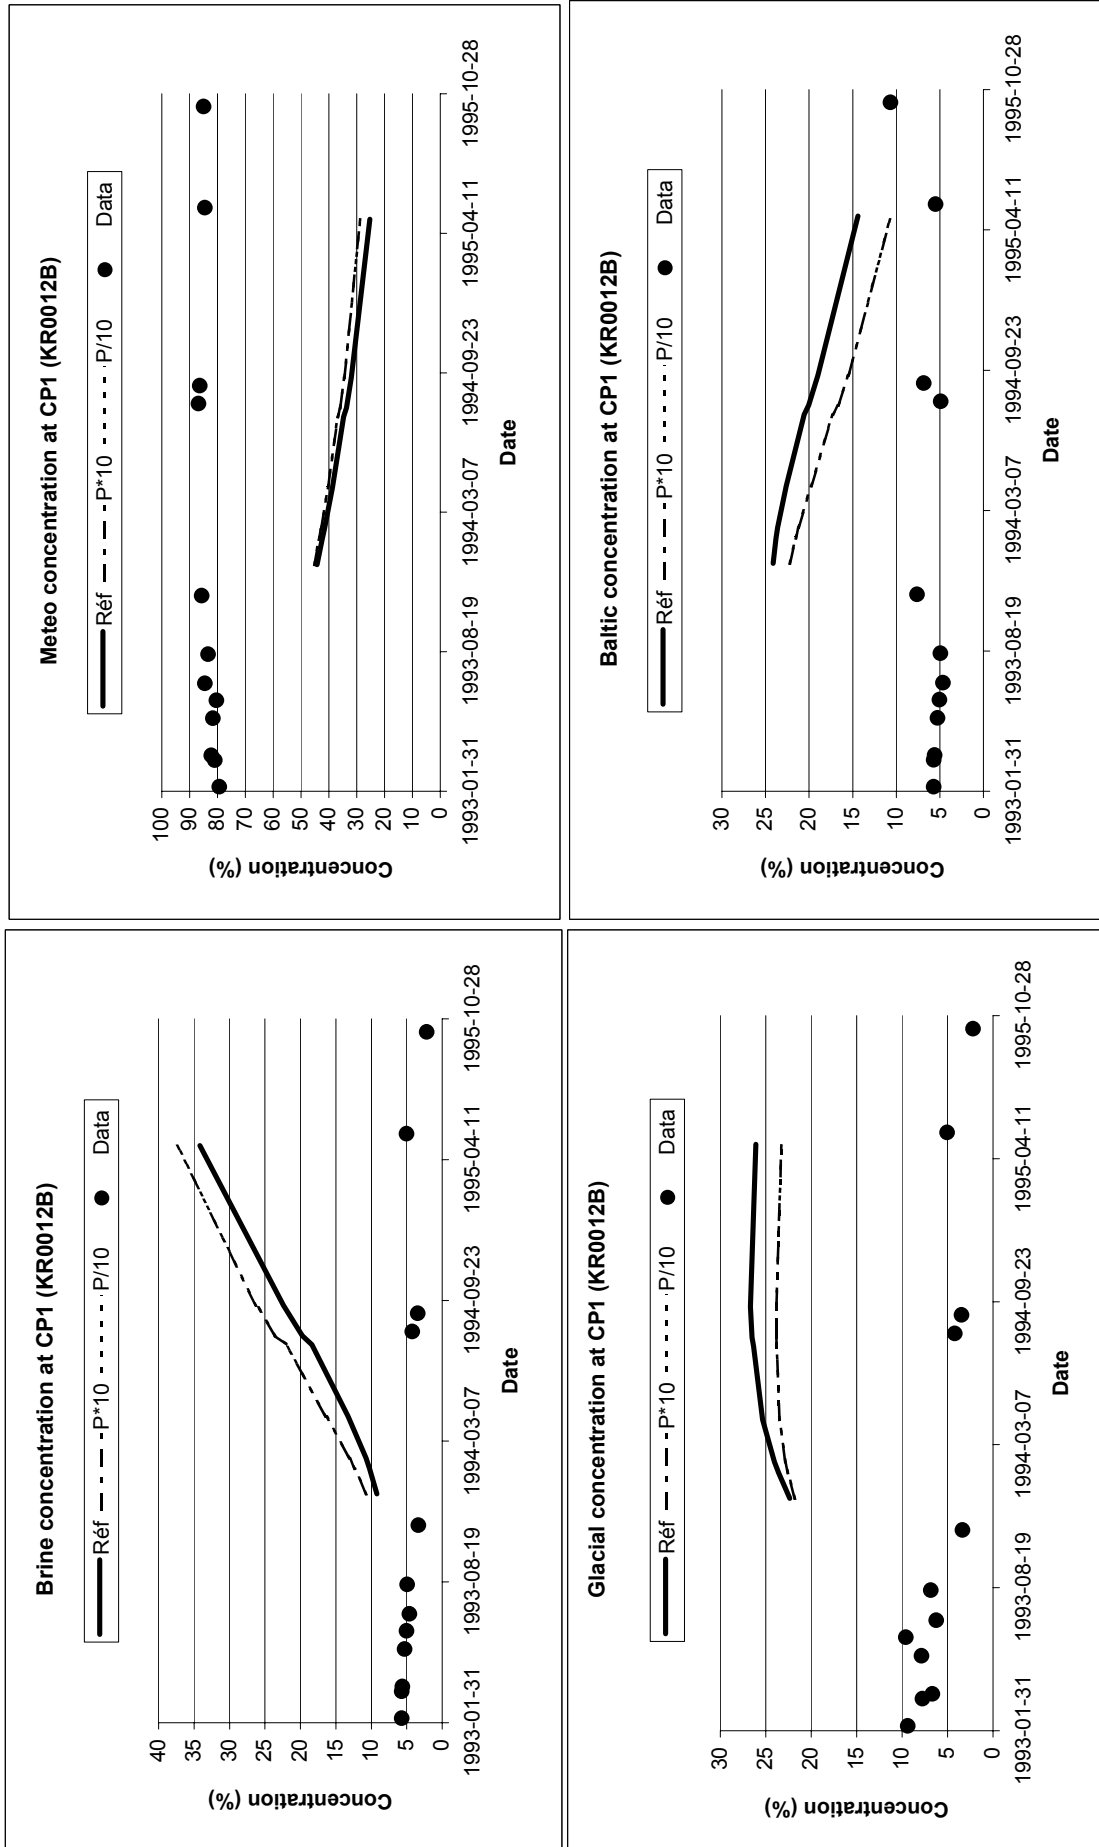 Brine concentration at CP1 (KR0012B)
Réf P*10 P/10 Data
Concentration (%)
40
35
30
25
20
15
10
5
0
1993-01-31 1993-08-19 1994-03-07 1994-09-23 1995-04-11 1995-10-28
Date
Meteo concentration at CP1 (KR0012B)
Réf P*10 P/10 Data
Concentration (%)
100
90
80
70
60
50
40
30
20
10
0
1993-01-31 1993-08-19 1994-03-07 1994-09-23 1995-04-11 1995-10-28
Date
Glacial concentration at CP1 (KR0012B)
Réf P*10 P/10 Data
Concentration (%)
30
25
20
15
10
5
0
1993-01-31 1993-08-19 1994-03-07 1994-09-23 1995-04-11 1995-10-28
Date
Baltic concentration at CP1 (KR0012B)
Réf P*10 P/10 Data
Concentration (%)
30
25
20
15
10
5
0
1993-01-31 1993-08-19 1994-03-07 1994-09-23 1995-04-11 1995-10-28
Date